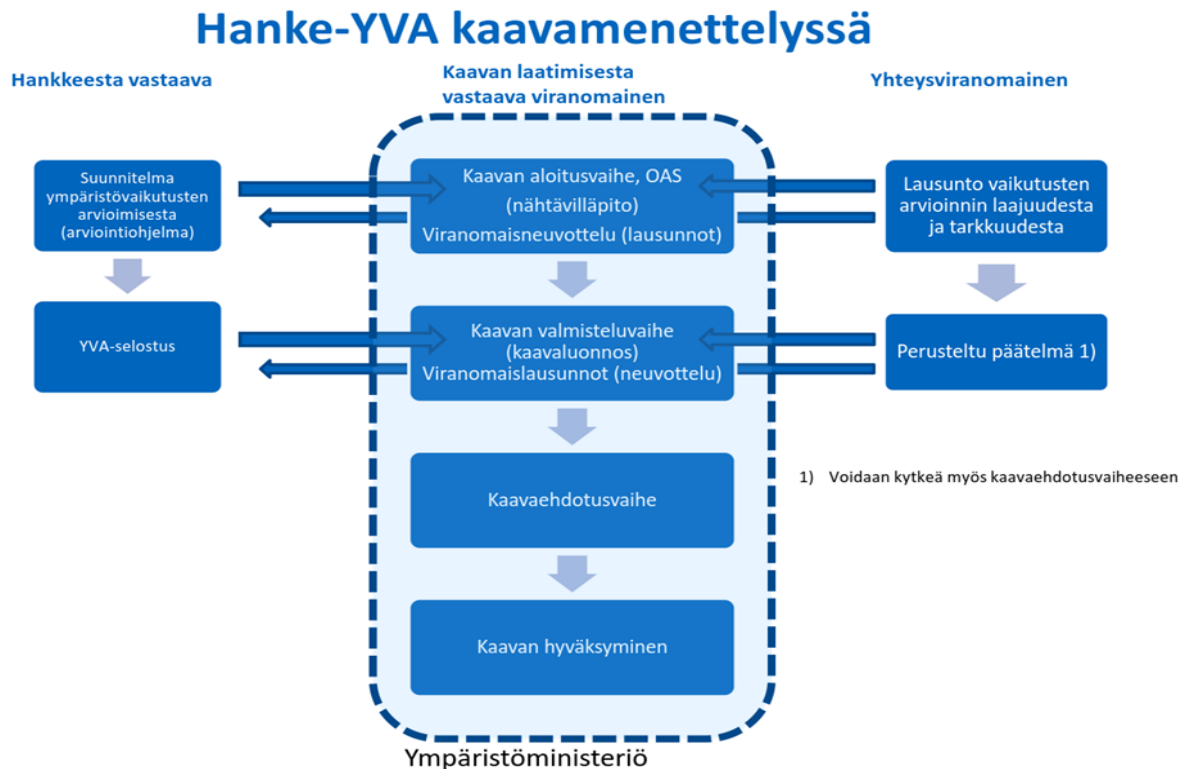 Hanke-YVA kaavamenettelyssä
Hankkeesta vastaava
Kaavan laatimisesta
vastaava viranomainen
Yhteysviranomainen
Suunnitelma
ympäristövaikutusten
arvioimisesta
(arviointiohjelma)
Kaavan aloitusvaihe, OAS
(nähtävilläpito)
Viranomaisneuvottelu (lausunnot)
Lausunto vaikutusten
arvioinnin laajuudesta
ja tarkkuudesta
YVA-selostus
Kaavan valmisteluvaihe
(kaavaluonnos)
Viranomaislausunnot (neuvottelu)
Perusteltu päätelmä 1)
Kaavaehdotusvaihe
1) Voidaan kytkeä myös kaavaehdotusvaiheeseen
Kaavan hyväksyminen
Ympäristöministeriö